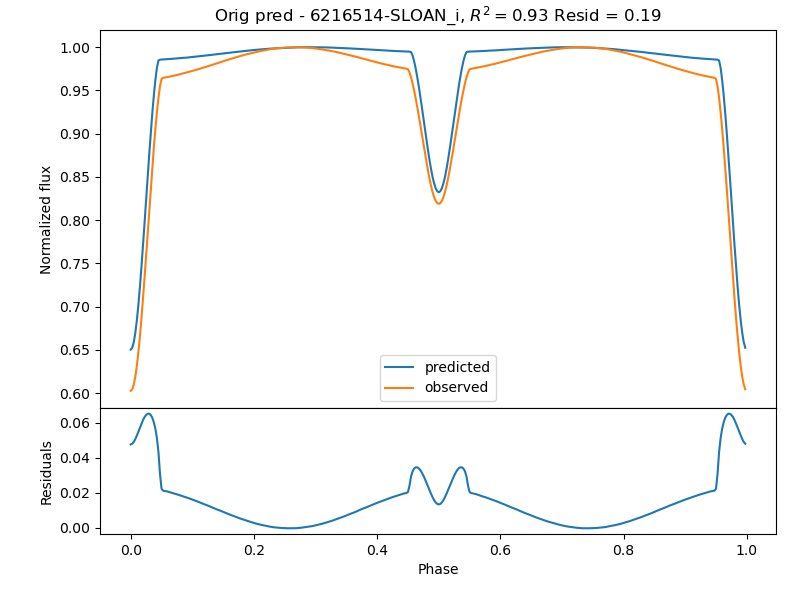 Orig pred - 6216514-SLOAN_i, R² = 0.93 Resid = 0.19
1.00
0.95
0.90
0.85
0.80
0.75
0.70
0.65
0.60
Normalized flux
predicted
observed
0.06
0.04
0.02
0.00
Residuals
0.0 0.2 0.4 0.6 0.8 1.0
Phase